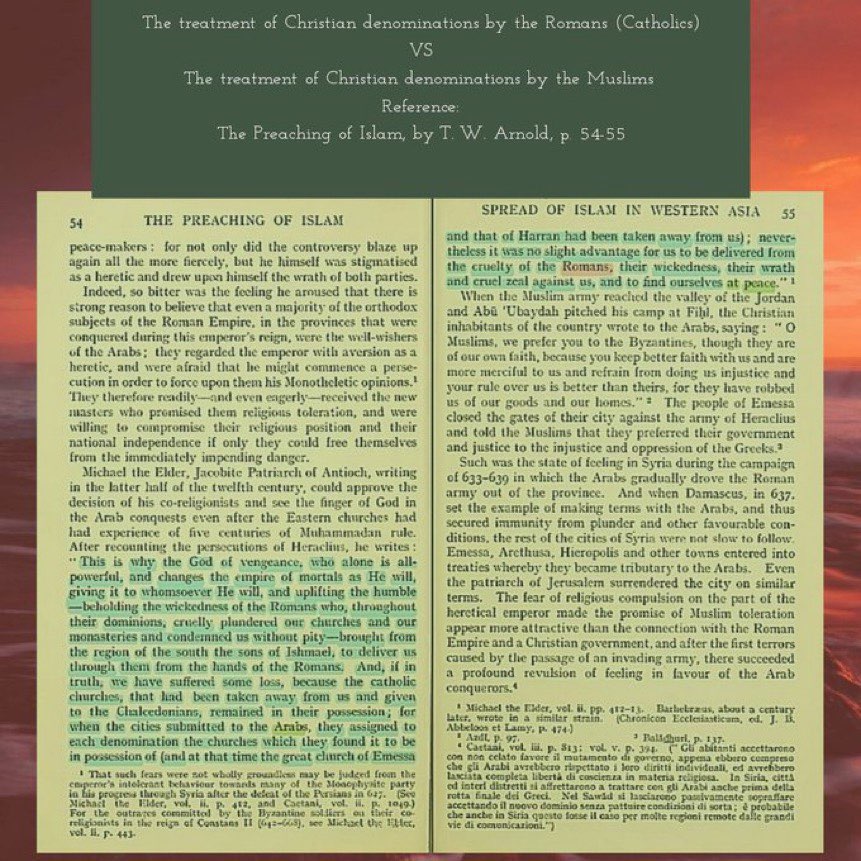 The treatment of Christian denominations by the Romans (Catholics)
VS
The treatment of Christian denominations by the Muslims
Reference:
The Preaching of Islam, by T. W. Arnold, p. 54-55
54 THE PREACHING OF ISLAM
peace-makers: for not only did the controversy blaze up
again all the more fiercely, but he himself was stigmatised
as a heretic and drew upon himself the wrath of both parties.
Indeed, so bitter was the feeling he aroused that there is
strong reason to believe that even a majority of the orthodox
subjects of the Roman Empire, in the provinces that were
conquered during this emperor's reign, were the well-wishers
of the Arabs; they regarded the emperor with aversion as a
heretic, and were afraid that he might commence a perse-
cution in order to force upon them his Monotheletic opinions.¹
They therefore readily—and even eagerly—received the new
masters who promised them religious toleration, and were
willing to compromise their religious position and their
national independence if only they could free themselves
from the immediately impending danger.
Michael the Elder, Jacobite Patriarch of Antioch, writing
in the latter half of the twelfth century, could approve the
decision of his co-religionists and see the finger of God in
the Arab conquests even after the Eastern churches had
had experience of five centuries of Muhammadan rule.
After recounting the persecutions of Heraclius, he writes:
"This is why the God of vengeance, who alone is all-
powerful, and changes the empire of mortals as He will,
giving it to whomsoever He will, and uplifting the humble
—beholding the wickedness of the Romans who, throughout
their dominions, cruelly plundered our churches and our
monasteries and condemned us without pity—brought from
the region of the south the sons of Ishmael, to deliver us
through them from the hands of the Romans. And, if in
truth, we have suffered some loss, because the catholic
churches, that had been taken away from us and given
to the Chalcedonians, remained in their possession; for
when the cities submitted to the Arabs, they assigned to
each denomination the churches which they found it to be
in possession of (and at that time the great church of Emessa
¹ That such fears were not wholly groundless may be judged from the
emperor's intolerant behaviour towards many of the Monophysite party
in his progress through Syria after the defeat of the Persians in 627. (See
Michael the Elder, vol. ii. p. 412, and Caetani, vol. ii. p. 1049.)
For the outrages committed by the Byzantine soldiers on their co-
religionists in the reign of Constans II (642-668), see Michael the Elder,
vol. ii. p. 443.
SPREAD OF ISLAM IN WESTERN ASIA 55
and that of Harran had been taken away from us); never-
theless it was no slight advantage for us to be delivered from
the cruelty of the Romans, their wickedness, their wrath
and cruel zeal against us, and to find ourselves at peace." ¹
When the Muslim army reached the valley of the Jordan
and Abū 'Ubaydah pitched his camp at Fiḥl, the Christian
inhabitants of the country wrote to the Arabs, saying: "O
Muslims, we prefer you to the Byzantines, though they are
of our own faith, because you keep better faith with us and are
more merciful to us and refrain from doing us injustice and
your rule over us is better than theirs, for they have robbed
us of our goods and our homes." ² The people of Emessa
closed the gates of their city against the army of Heraclius
and told the Muslims that they preferred their government
and justice to the injustice and oppression of the Greeks.³
Such was the state of feeling in Syria during the campaign
of 633-639 in which the Arabs gradually drove the Roman
army out of the province. And when Damascus, in 637,
set the example of making terms with the Arabs, and thus
secured immunity from plunder and other favourable con-
ditions, the rest of the cities of Syria were not slow to follow.
Emessa, Arethusa, Hieropolis and other towns entered into
treaties whereby they became tributary to the Arabs. Even
the patriarch of Jerusalem surrendered the city on similar
terms. The fear of religious compulsion on the part of the
heretical emperor made the promise of Muslim toleration
appear more attractive than the connection with the Roman
Empire and a Christian government, and after the first terrors
caused by the passage of an invading army, there succeeded
a profound revulsion of feeling in favour of the Arab
conquerors.⁴
¹ Michael the Elder, vol. ii. pp. 412-13. Barhebræus, about a century
later, wrote in a similar strain. (Chronicon Ecclesiasticum, ed. J. B.
Abbeloos et Lamy, p. 474.)
² Azdī, p. 97. ³ Balādhurī, p. 137.
⁴ Caetani, vol. iii. p. 813; vol. v. p. 394. ("Gli abitanti accettarono
con non celato favore il mutamento di governo, appena ebbero compreso
che gli Arabi avrebbero rispettato i loro diritti individuali, ed avrebbero
lasciata completa libertà di coscienza in materia religiosa. In Siria, città
ed interi distretti si affrettarono a trattare con gli Arabi anche prima della
rotta finale dei Greci. Nel Sawād si lasciarono passivamente sopraffare
accettando il nuovo dominio senza pattuire condizioni di sorta; è probabile
che anche in Siria questo fosse il caso per molte regioni remote dalle grandi
vie di comunicazioni.")